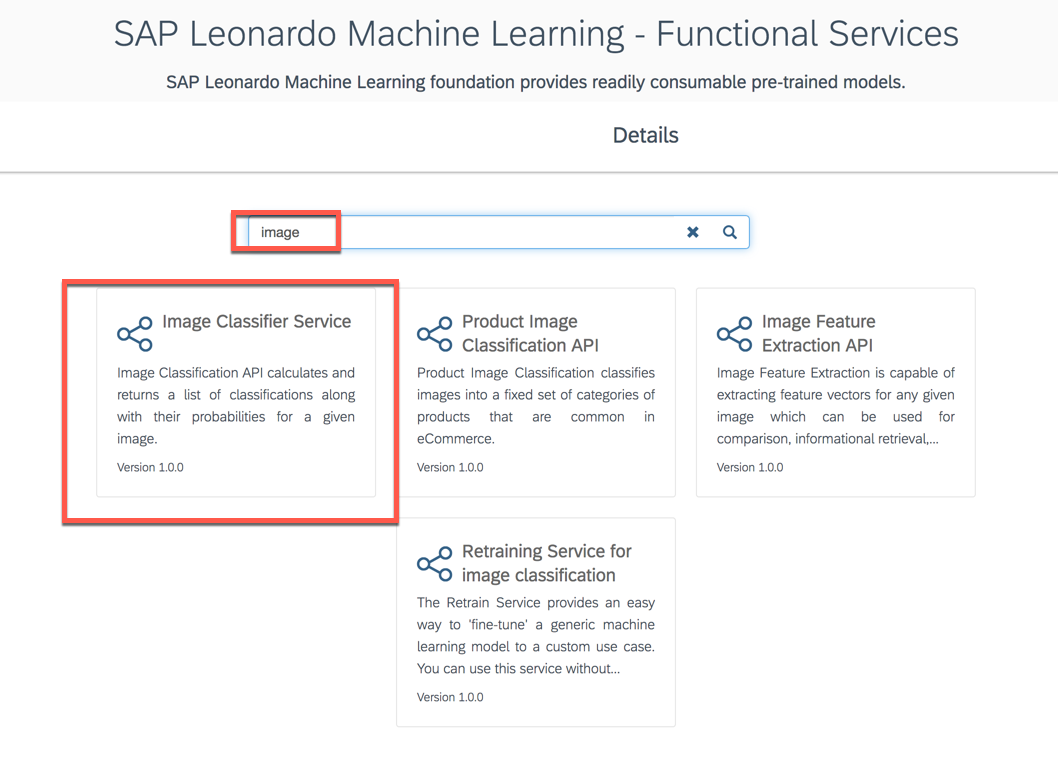 SAP Leonardo Machine Learning - Functional Services
SAP Leonardo Machine Learning foundation provides readily consumable pre-trained models.
Details
image
Image Classifier Service
Image Classification API calculates and
returns a list of classifications along
with their probabilities for a given
image.
Version 1.0.0
Product Image
Classification API
Product Image Classification classifies
images into a fixed set of categories of
products that are common in
eCommerce.
Version 1.0.0
Image Feature
Extraction API
Image Feature Extraction is capable of
extracting feature vectors for any given
image which can be used for
comparison, informational retrieval,...
Version 1.0.0
Retraining Service for
image classification
The Retrain Service provides an easy
way to 'fine-tune' a generic machine
learning model to a custom use case.
You can use this service without...
Version 1.0.0